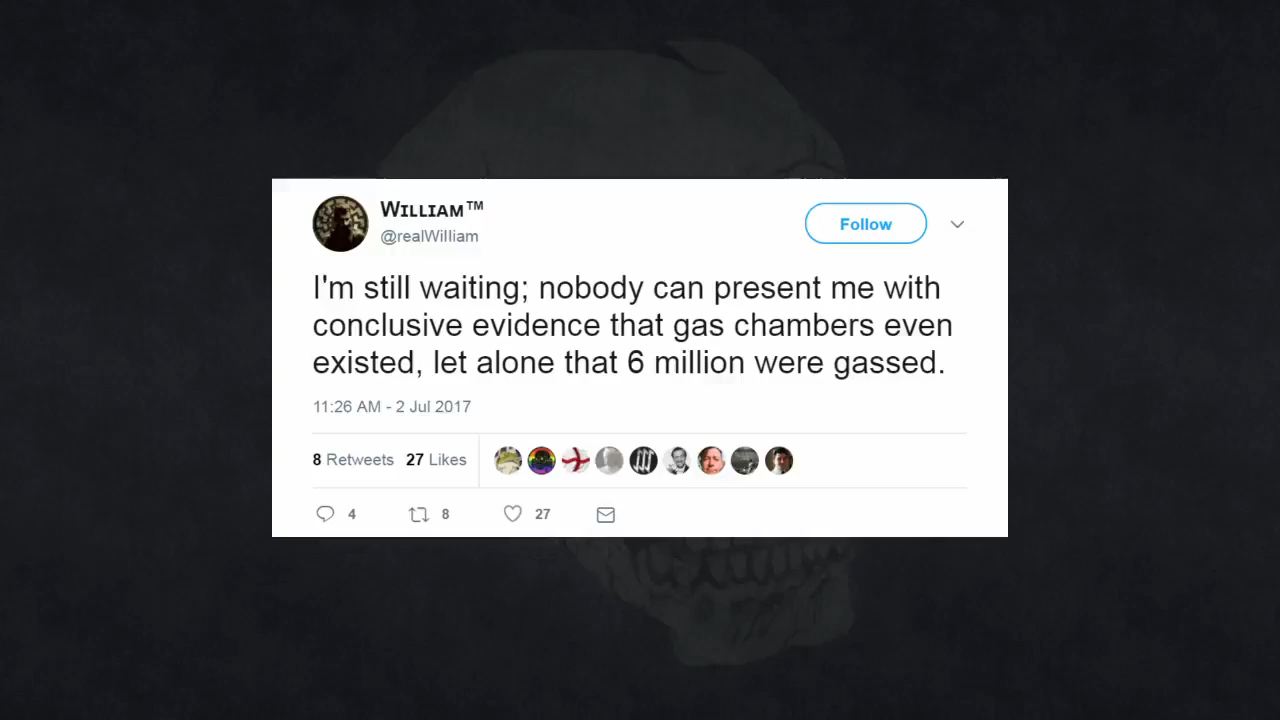 WILLIAM™
@realWilliam
Follow
I'm still waiting; nobody can present me with
conclusive evidence that gas chambers even
existed, let alone that 6 million were gassed.
11:26 AM - 2 Jul 2017
8 Retweets 27 Likes
4 8 27